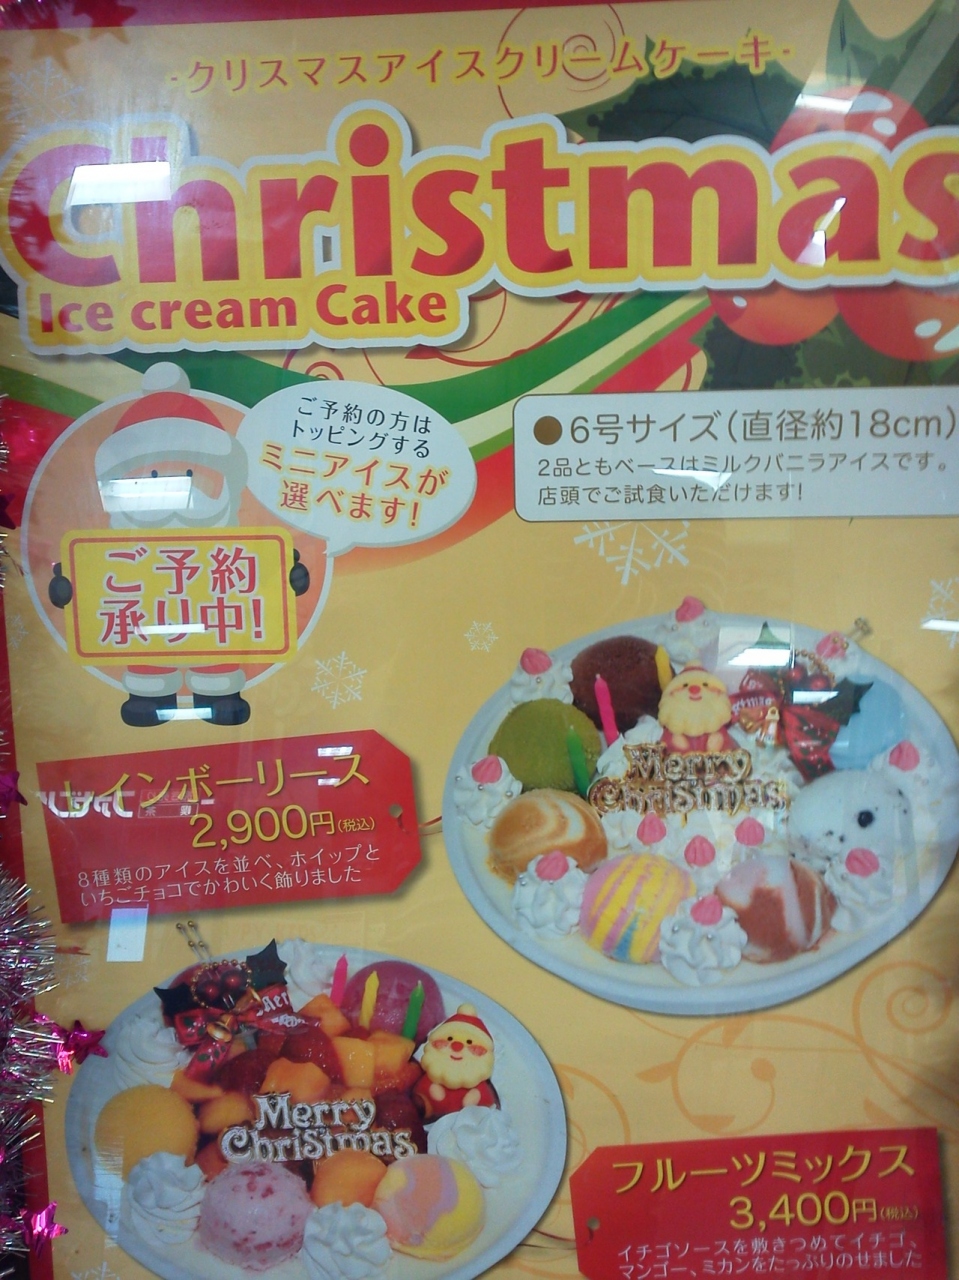 -クリスマスアイスクリームケーキ-
Christmas
Ice cream Cake
ご予約の方は
トッピングする
ミニアイスが
選べます!
ご予約
承り中!
●6号サイズ(直径約18cm)
2品ともベースはミルクバニラアイスです。
店頭でご試食いただけます!
レインボーリース
2,900円(税込)
8種類のアイスを並べ、ホイップと
いちごチョコでかわいく飾りました
Merry
Christmas
Merry
Christmas
フルーツミックス
3,400円(税込)
イチゴソースを敷きつめてイチゴ、
マンゴー、ミカンをたっぷりのせました